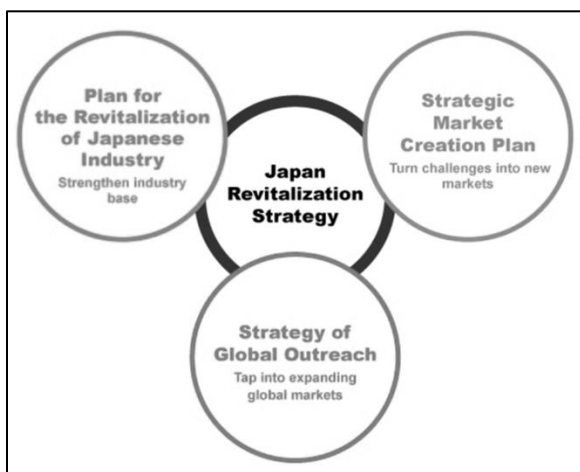 Plan for
the Revitalization
of Japanese
Industry
Strengthen industry
base
Strategic
Market
Creation Plan
Turn challenges into new
markets
Japan
Revitalization
Strategy
Strategy of
Global Outreach
Tap into expanding
global markets